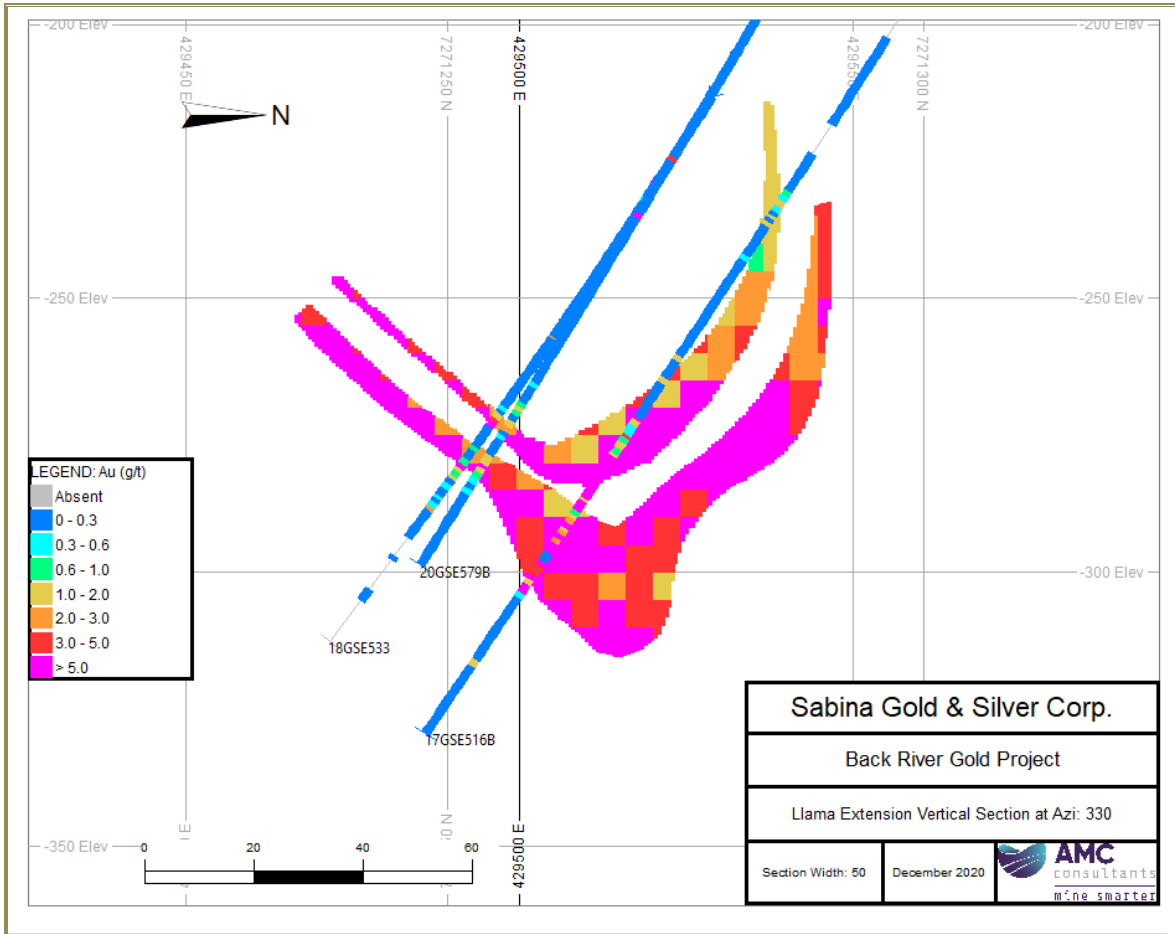 -200 Elev
-200 Elev
429450 E
7271250 N
429500 E
7271300 N
N
-250 Elev
-250 Elev
LEGEND: Au (g/t)
Absent
0 - 0.3
0.3 - 0.6
0.6 - 1.0
1.0 - 2.0
2.0 - 3.0
3.0 - 5.0
> 5.0
20GSE579B
-300 Elev
18GSE533
17GSE516B
Sabina Gold & Silver Corp.
Back River Gold Project
Llama Extension Vertical Section at Azi: 330
-350 Elev
0 20 40 60
429500 E
Section Width: 50
December 2020
AMC
consultants
mine smarter